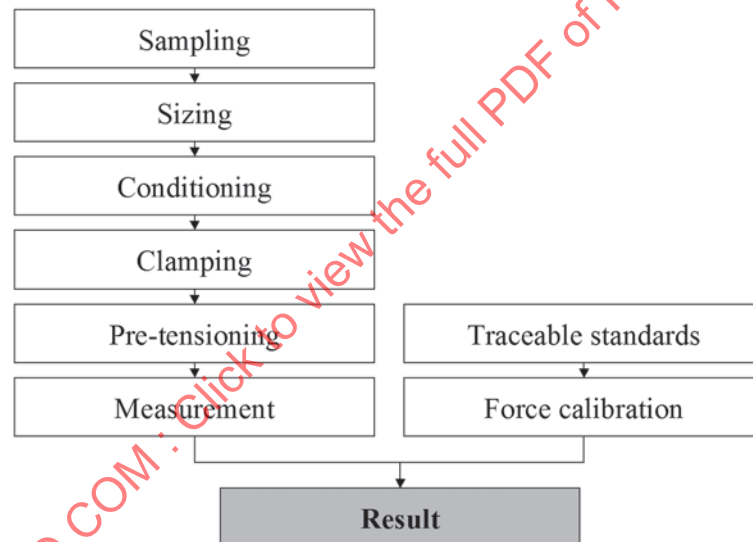 Sampling
Sizing
Conditioning
Clamping
Pre-tensioning
Measurement
Traceable standards
Force calibration
Result
COM : Click to view the full PDF of